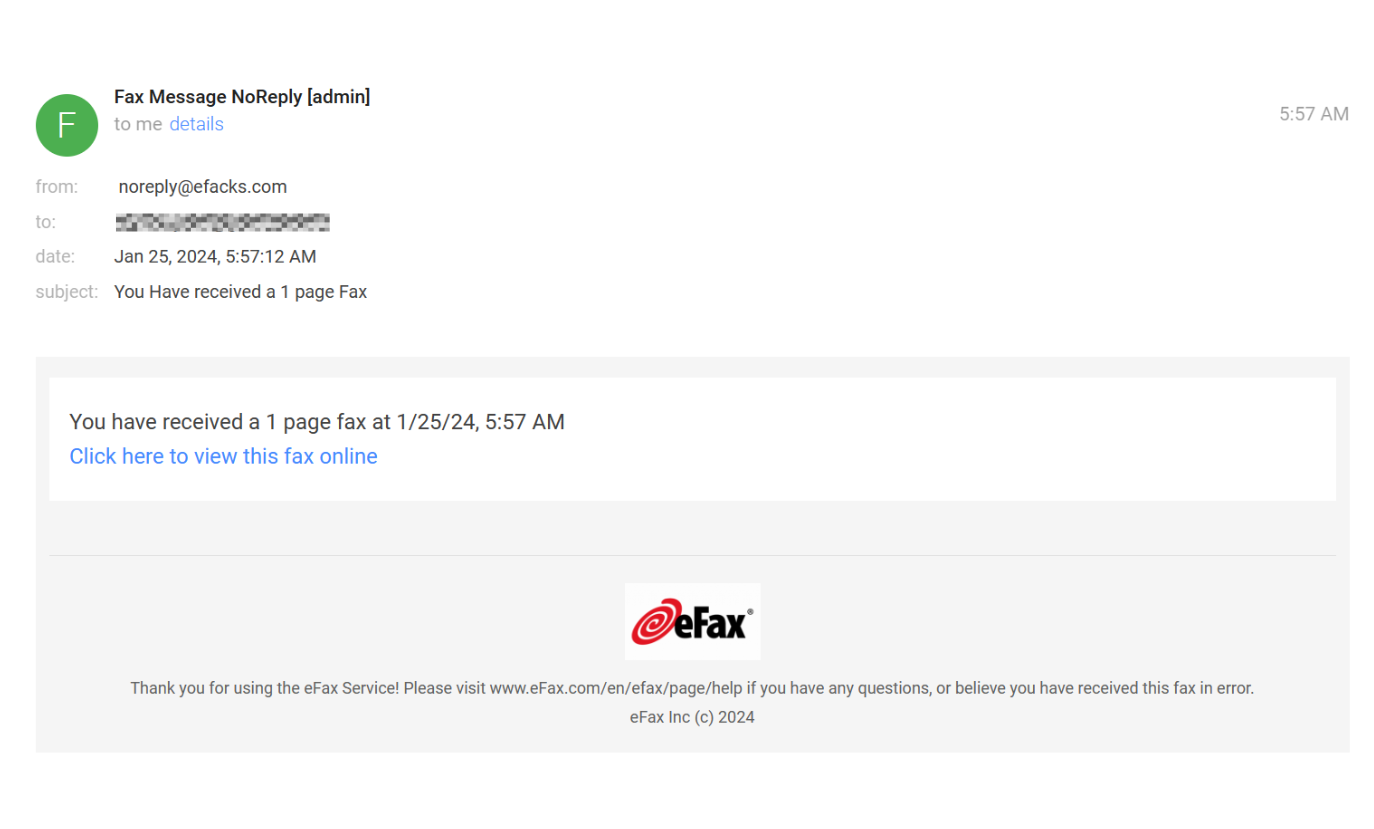 F
Fax Message NoReply [admin]
to me details
5:57 AM
from: noreply@efacks.com
to:
date: Jan 25, 2024, 5:57:12 AM
subject: You Have received a 1 page Fax
You have received a 1 page fax at 1/25/24, 5:57 AM
Click here to view this fax online
eFax®
Thank you for using the eFax Service! Please visit www.eFax.com/en/efax/page/help if you have any questions, or believe you have received this fax in error.
eFax Inc (c) 2024